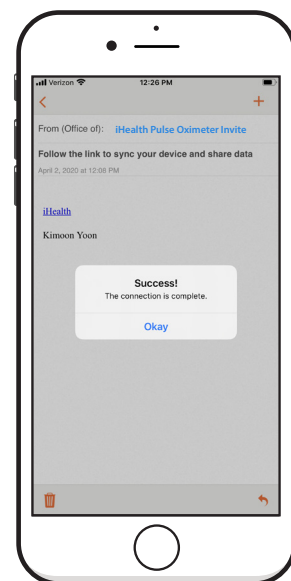 Verizon 12:26 PM
From (Office of): iHealth Pulse Oximeter Invite
Follow the link to sync your device and share data
April 2, 2020 at 12:08 PM
iHealth
Kimoon Yoon
Success!
The connection is complete.
Okay